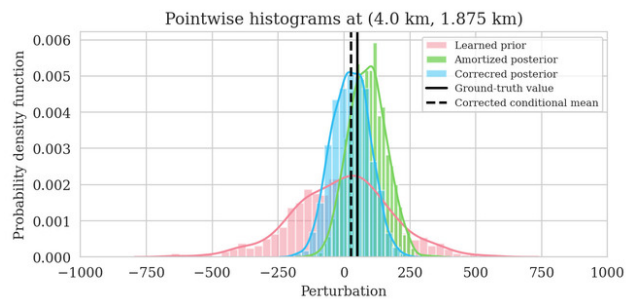 Pointwise histograms at (4.0 km, 1.875 km)
Probability density function
0.006
0.005
0.004
0.003
0.002
0.001
0.000
Learned prior
Amortized posterior
Correcred posterior
Ground-truth value
Corrected conditional mean
−1000
−750
−500
−250
0
250
500
750
1000
Perturbation